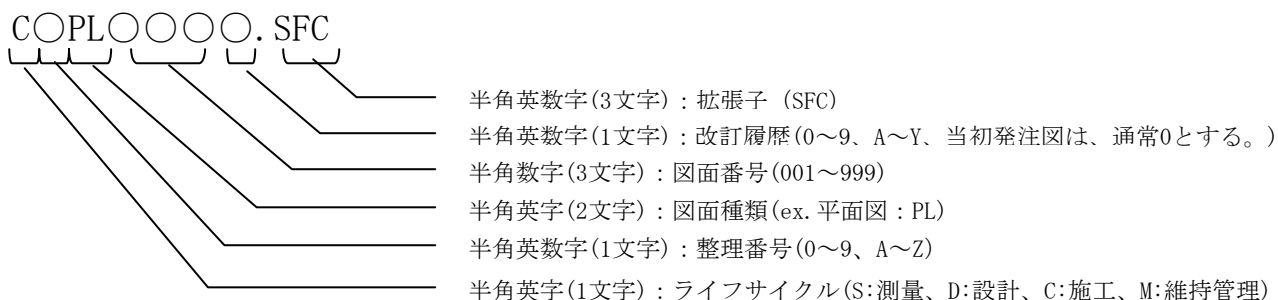 C○PL○○○○.SFC
半角英数字(3文字)：拡張子 (SFC)
半角英数字(1文字)：改訂履歴(0～9、A～Y、当初発注図は、通常0とする。)
半角数字(3文字)：図面番号(001～999)
半角英字(2文字)：図面種類(ex.平面図：PL)
半角英数字(1文字)：整理番号(0～9、A～Z)
半角英字(1文字)：ライフサイクル(S:測量、D:設計、C:施工、M:維持管理)